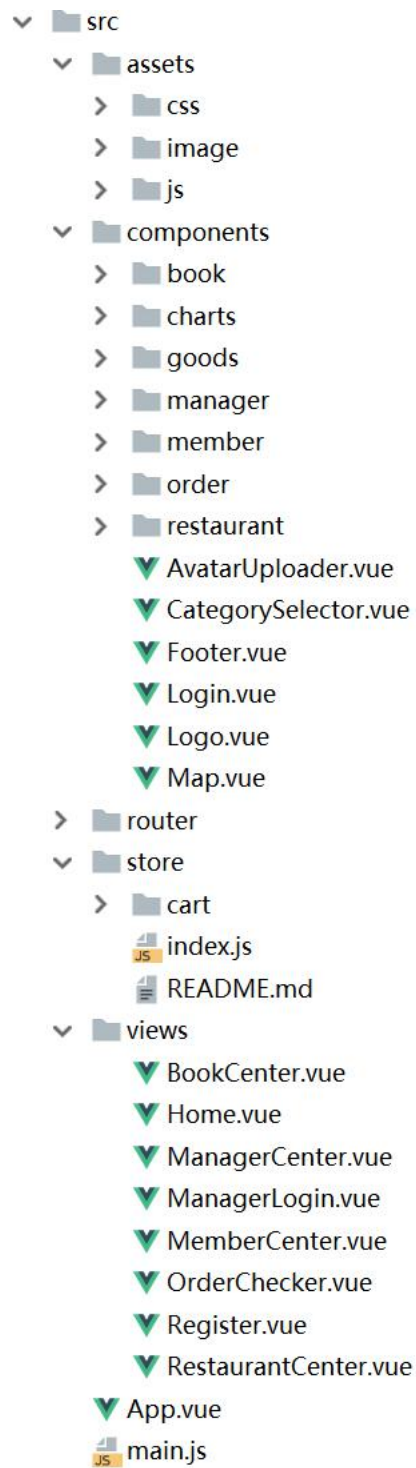 src
assets
css
image
js
components
book
charts
goods
manager
member
order
restaurant
AvatarUploader.vue
CategorySelector.vue
Footer.vue
Login.vue
Logo.vue
Map.vue
router
store
cart
JS index.js
README.md
views
BookCenter.vue
Home.vue
ManagerCenter.vue
ManagerLogin.vue
MemberCenter.vue
OrderChecker.vue
Register.vue
RestaurantCenter.vue
App.vue
JS main.js